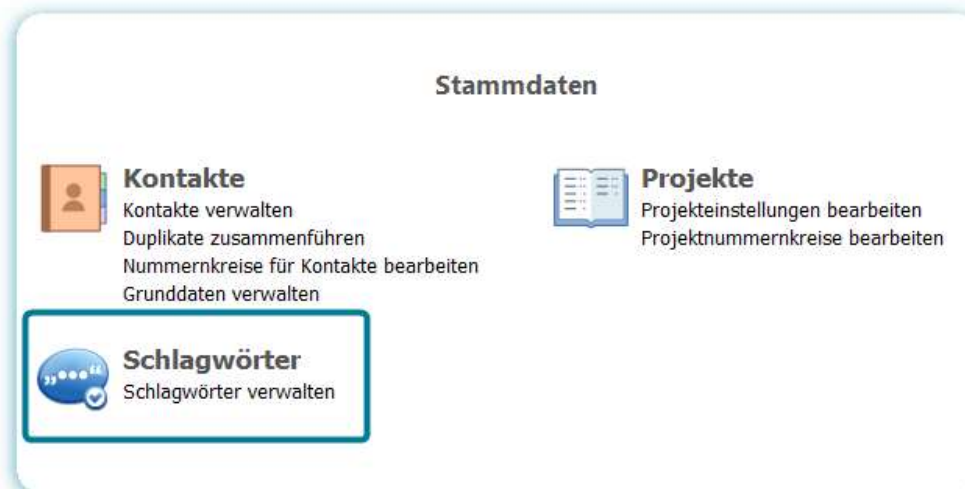 Stammdaten
Kontakte
Kontakte verwalten
Duplikate zusammenführen
Nummernkreise für Kontakte bearbeiten
Grunddaten verwalten
Projekte
Projekteinstellungen bearbeiten
Projektnummernkreise bearbeiten
Schlagwörter
Schlagwörter verwalten